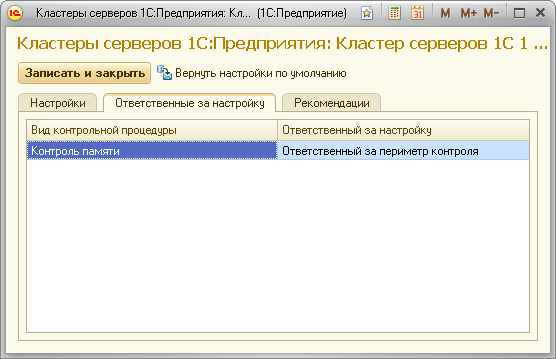 1С Кластеры серверов 1С:Предприятия: Кл... (1С:Предприятие) 31 M M+ M-
Кластеры серверов 1С:Предприятия: Кластер серверов 1С 1 ...
Записать и закрыть Вернуть настройки по умолчанию
Настройки Ответственные за настройку Рекомендации
Вид контрольной процедуры Ответственный за настройку
Контроль памяти Ответственный за периметр контроля